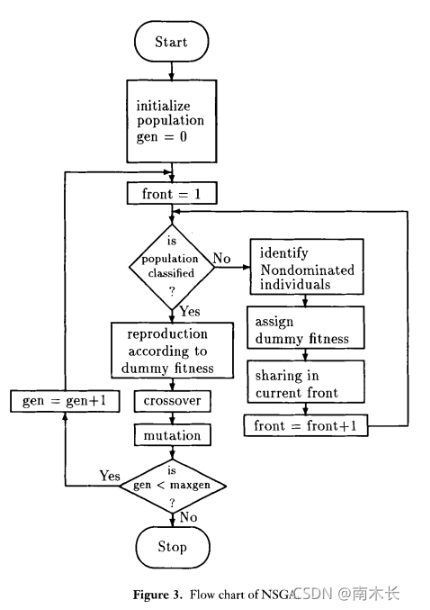 Start
initialize
population
gen = 0
front = 1
is
population
classified
?
No
Yes
identify
Nondominated
individuals
assign
dummy fitness
sharing in
current front
front = front+1
reproduction
according to
dummy fitness
crossover
mutation
is
gen < maxgen
?
Yes
gen = gen+1
No
Stop
Figure 3. Flow chart of NSGA.
CSDN @南木长